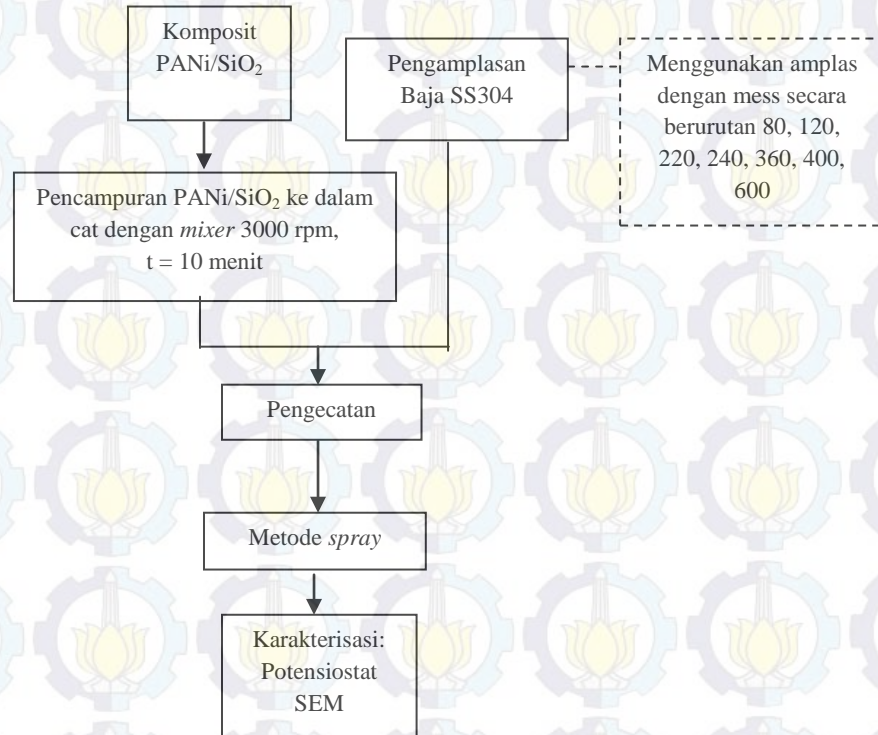 Komposit
PANi/SiO₂
Pengamplasan
Baja SS304
Menggunakan amplas
dengan mess secara
berurutan 80, 120,
220, 240, 360, 400,
600
Pencampuran PANi/SiO₂ ke dalam
cat dengan mixer 3000 rpm,
t = 10 menit
Pengecatan
Metode spray
Karakterisasi:
Potensiostat
SEM